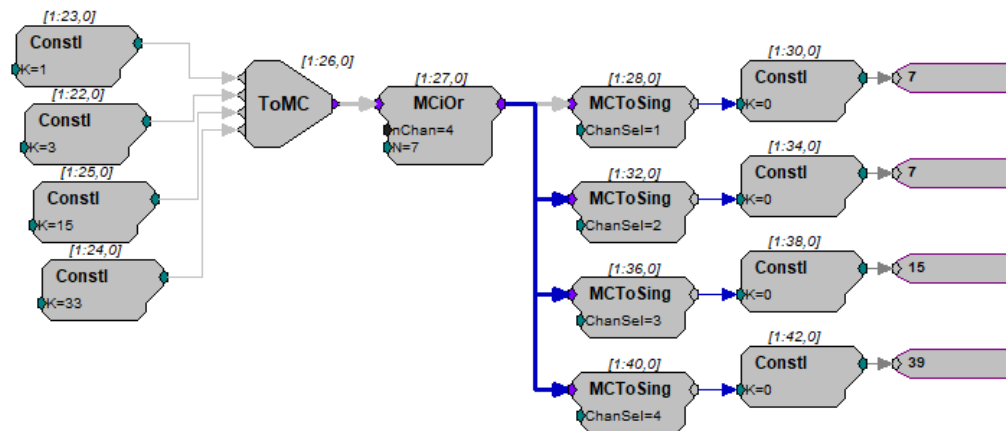 [1:23,0]
ConstI
K=1
[1:22,0]
ConstI
K=3
[1:25,0]
ConstI
K=15
[1:24,0]
ConstI
K=33
[1:26,0]
ToMC
[1:27,0]
MCiOr
nChan=4
N=7
[1:28,0]
MCToSing
ChanSel=1
[1:30,0]
ConstI
K=0
7
[1:32,0]
MCToSing
ChanSel=2
[1:34,0]
ConstI
K=0
7
[1:36,0]
MCToSing
ChanSel=3
[1:38,0]
ConstI
K=0
15
[1:40,0]
MCToSing
ChanSel=4
[1:42,0]
ConstI
K=0
39